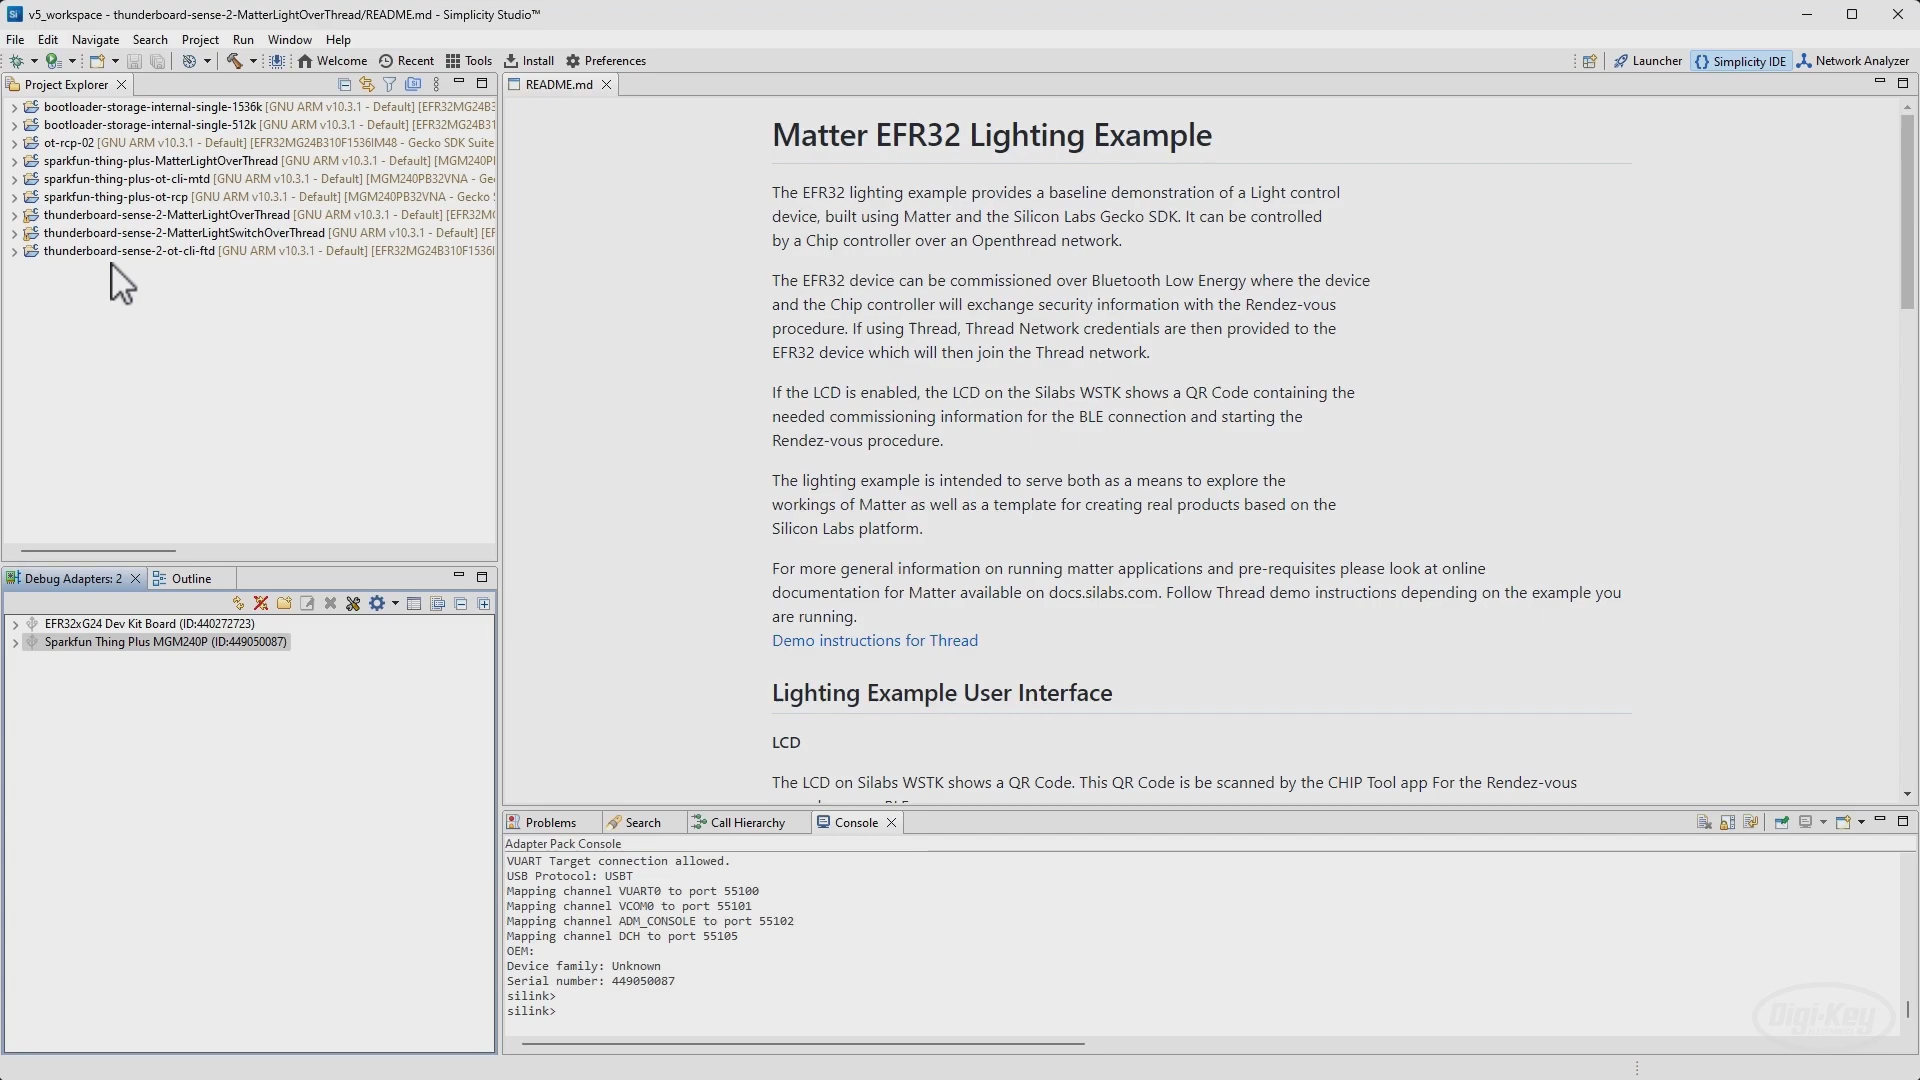 v5_workspace - thunderboard-sense-2-MatterLightOverThread/README.md - Simplicity Studio™
File Edit Navigate Search Project Run Window Help
Welcome Recent Tools Install Preferences
Launcher Simplicity IDE Network Analyzer
Project Explorer
bootloader-storage-internal-single-1536k [GNU ARM v10.3.1 - Default] [EFR32MG24B3
bootloader-storage-internal-single-512k [GNU ARM v10.3.1 - Default] [EFR32MG24B31
ot-rcp-02 [GNU ARM v10.3.1 - Default] [EFR32MG24B310F1536IM48 - Gecko SDK Suite
sparkfun-thing-plus-MatterLightOverThread [GNU ARM v10.3.1 - Default] [MGM240PI
sparkfun-thing-plus-ot-cli-mtd [GNU ARM v10.3.1 - Default] [MGM240PB32VNA - Ge
sparkfun-thing-plus-ot-rcp [GNU ARM v10.3.1 - Default] [MGM240PB32VNA - Gecko
thunderboard-sense-2-MatterLightOverThread [GNU ARM v10.3.1 - Default] [EFR32M
thunderboard-sense-2-MatterLightSwitchOverThread [GNU ARM v10.3.1 - Default] [EF
thunderboard-sense-2-ot-cli-ftd [GNU ARM v10.3.1 - Default] [EFR32MG24B310F1536I
Debug Adapters: 2
Outline
EFR32xG24 Dev Kit Board (ID:440272723)
Sparkfun Thing Plus MGM240P (ID:449050087)
README.md
Matter EFR32 Lighting Example
The EFR32 lighting example provides a baseline demonstration of a Light control
device, built using Matter and the Silicon Labs Gecko SDK. It can be controlled
by a Chip controller over an Openthread network.
The EFR32 device can be commissioned over Bluetooth Low Energy where the device
and the Chip controller will exchange security information with the Rendez-vous
procedure. If using Thread, Thread Network credentials are then provided to the
EFR32 device which will then join the Thread network.
If the LCD is enabled, the LCD on the Silabs WSTK shows a QR Code containing the
needed commissioning information for the BLE connection and starting the
Rendez-vous procedure.
The lighting example is intended to serve both as a means to explore the
workings of Matter as well as a template for creating real products based on the
Silicon Labs platform.
For more general information on running matter applications and pre-requisites please look at online
documentation for Matter available on docs.silabs.com. Follow Thread demo instructions depending on the example you
are running.
Demo instructions for Thread
Lighting Example User Interface
LCD
The LCD on Silabs WSTK shows a QR Code. This QR Code is be scanned by the CHIP Tool app For the Rendez-vous
Problems Search Call Hierarchy Console
Adapter Pack Console
VUART Target connection allowed.
USB Protocol: USBT
Mapping channel VUART0 to port 55100
Mapping channel VCOM0 to port 55101
Mapping channel ADM_CONSOLE to port 55102
Mapping channel DCH to port 55105
OEM:
Device family: Unknown
Serial number: 449050087
silink>
silink>
Digi-Key